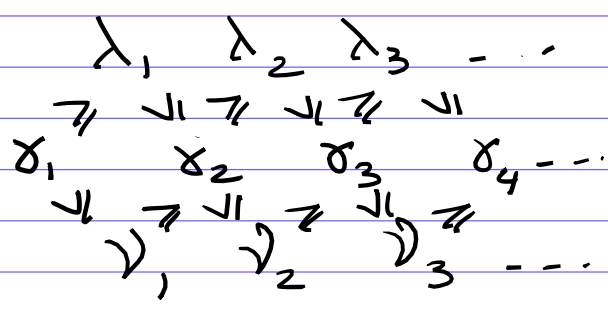 λ₁ λ₂ λ₃ - - -
⩾ ⩽ ⩾ ⩽ ⩾ ⩽
γ₁ γ₂ γ₃ γ₄ - - - -
⩽ ⩾ ⩽ ⩾ ⩽ ⩾
ν₁ ν₂ ν₃ - - - -